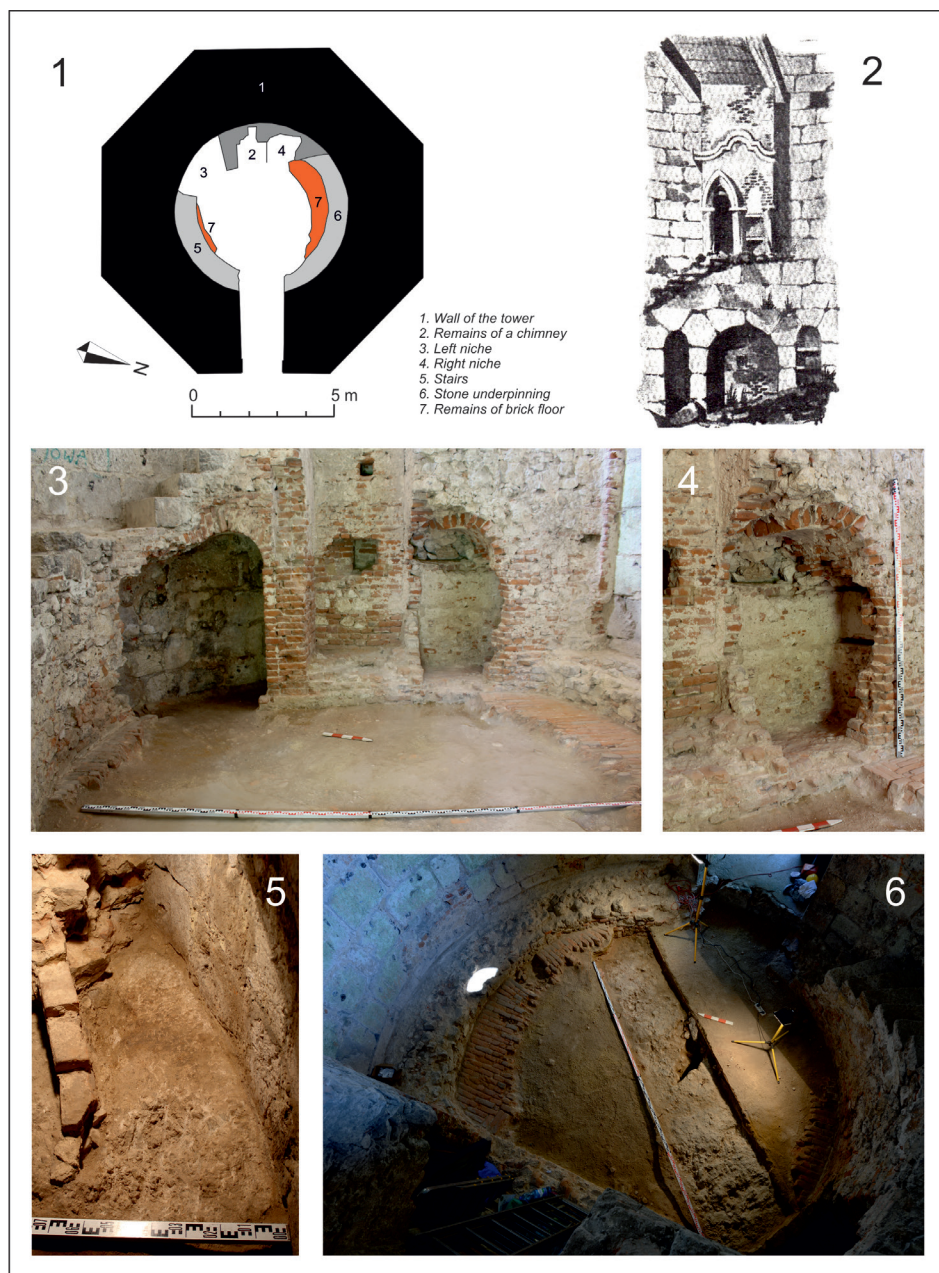 1
1
2
4
3
7
7
6
5
N
0 5 m
1. Wall of the tower
2. Remains of a chimney
3. Left niche
4. Right niche
5. Stairs
6. Stone underpinning
7. Remains of brick floor
2
3
4
5
6